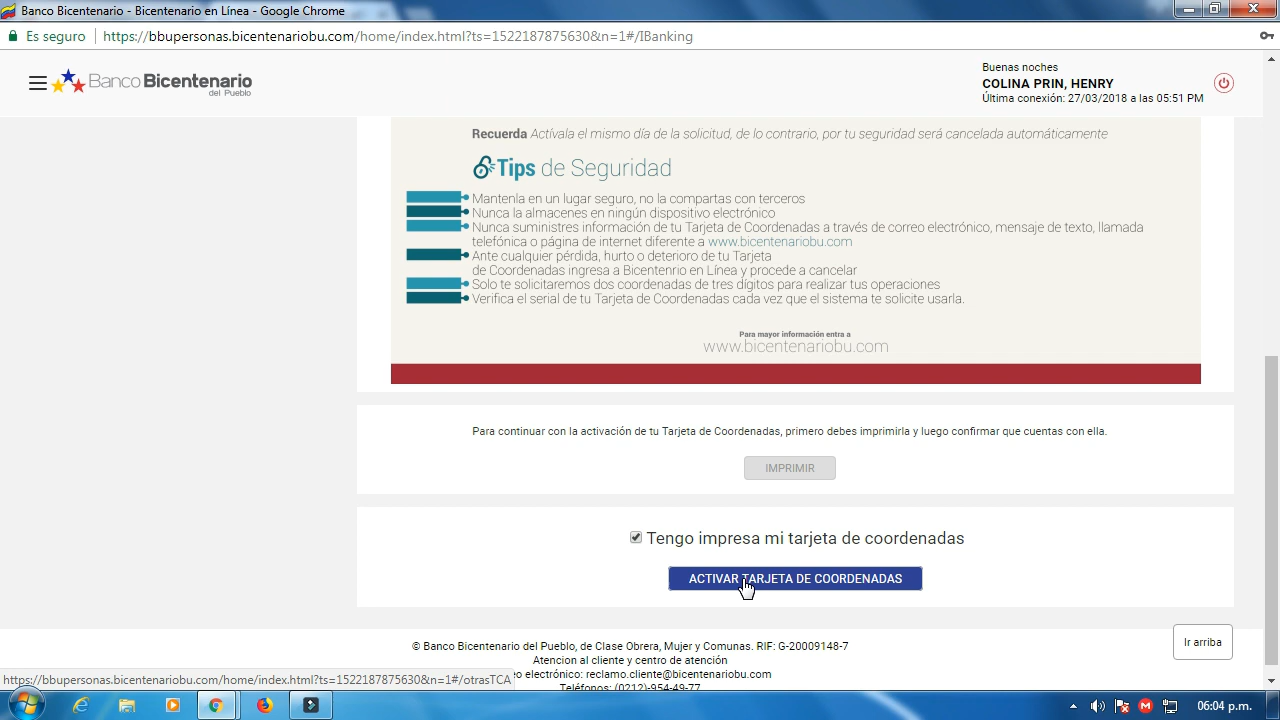 Banco Bicentenario - Bicentenario en Línea - Google Chrome
Es seguro | https://bbupersonas.bicentenariobu.com/home/index.html?ts=1522187875630&n=1#/IBanking
Banco Bicentenario
del Pueblo
Buenas noches
COLINA PRIN, HENRY
Última conexión: 27/03/2018 a las 05:51 PM
Recuerda Actívala el mismo día de la solicitud, de lo contrario, por tu seguridad será cancelada automáticamente
Tips de Seguridad
Mantenla en un lugar seguro, no la compartas con terceros
Nunca la almacenes en ningún dispositivo electrónico
Nunca suministres información de tu Tarjeta de Coordenadas a través de correo electrónico, mensaje de texto, llamada
telefónica o página de internet diferente a www.bicentenariobu.com
Ante cualquier pérdida, hurto o deterioro de tu Tarjeta
de Coordenadas ingresa a Bicentenrio en Línea y procede a cancelar
Solo te solicitaremos dos coordenadas de tres dígitos para realizar tus operaciones
Verifica el serial de tu Tarjeta de Coordenadas cada vez que el sistema te solicite usarla.
Para mayor información entra a
www.bicentenariobu.com
Para continuar con la activación de tu Tarjeta de Coordenadas, primero debes imprimirla y luego confirmar que cuentas con ella.
IMPRIMIR
Tengo impresa mi tarjeta de coordenadas
ACTIVAR TARJETA DE COORDENADAS
© Banco Bicentenario del Pueblo, de Clase Obrera, Mujer y Comunas. RIF: G-20009148-7
Atencion al cliente y centro de atención
o electrónico: reclamo.cliente@bicentenariobu.com
Teléfonos: (0212)-954-49-77
Ir arriba
https://bbupersonas.bicentenariobu.com/home/index.html?ts=1522187875630&n=1#/otrasTCA
06:04 p.m.